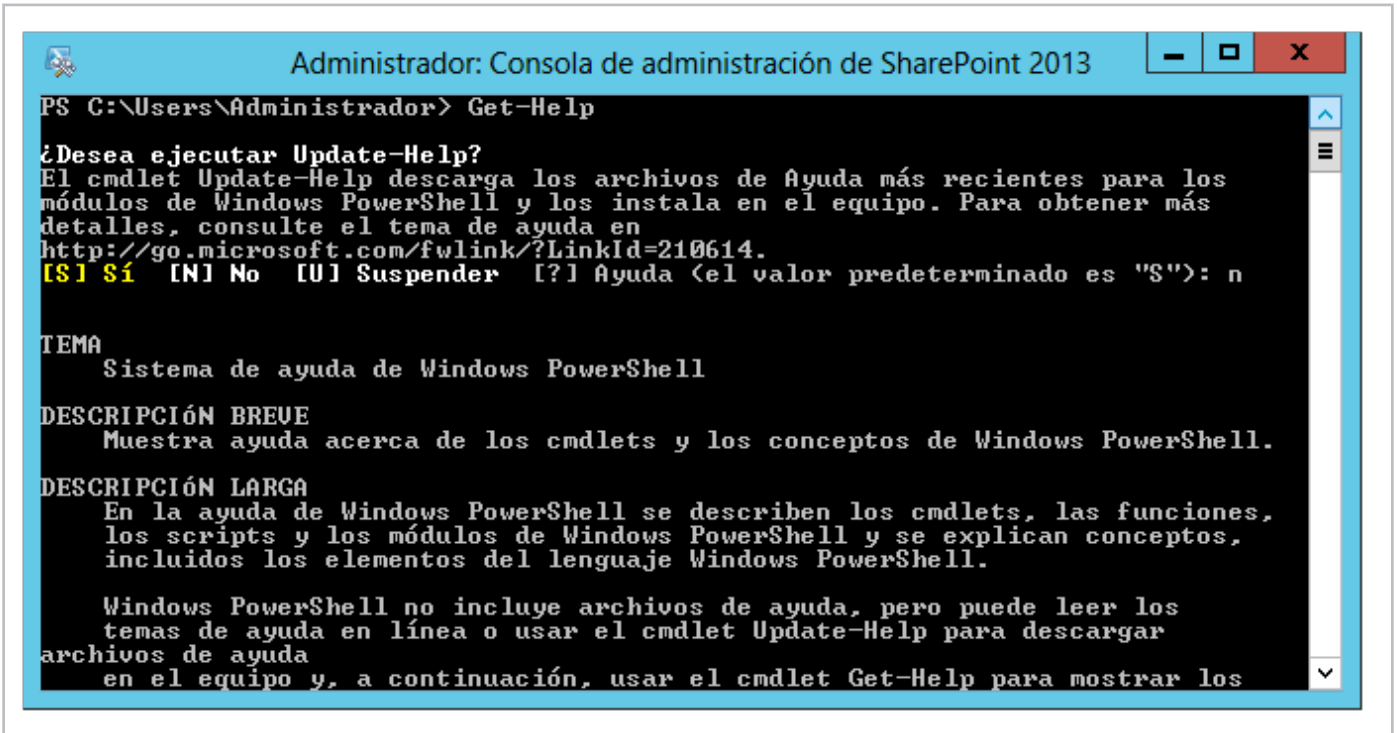 Administrador: Consola de administración de SharePoint 2013
PS C:\Users\Administrador> Get-Help
¿Desea ejecutar Update-Help?
El cmdlet Update-Help descarga los archivos de Ayuda más recientes para los
módulos de Windows PowerShell y los instala en el equipo. Para obtener más
detalles, consulte el tema de ayuda en
http://go.microsoft.com/fwlink/?LinkId=210614.
[S] Sí  [N] No  [U] Suspender  [?] Ayuda (el valor predeterminado es "S"): n
TEMA
Sistema de ayuda de Windows PowerShell
DESCRIPCIóN BREVE
Muestra ayuda acerca de los cmdlets y los conceptos de Windows PowerShell.
DESCRIPCIóN LARGA
En la ayuda de Windows PowerShell se describen los cmdlets, las funciones,
los scripts y los módulos de Windows PowerShell y se explican conceptos,
incluidos los elementos del lenguaje Windows PowerShell.
Windows PowerShell no incluye archivos de ayuda, pero puede leer los
temas de ayuda en línea o usar el cmdlet Update-Help para descargar
archivos de ayuda
en el equipo y, a continuación, usar el cmdlet Get-Help para mostrar los